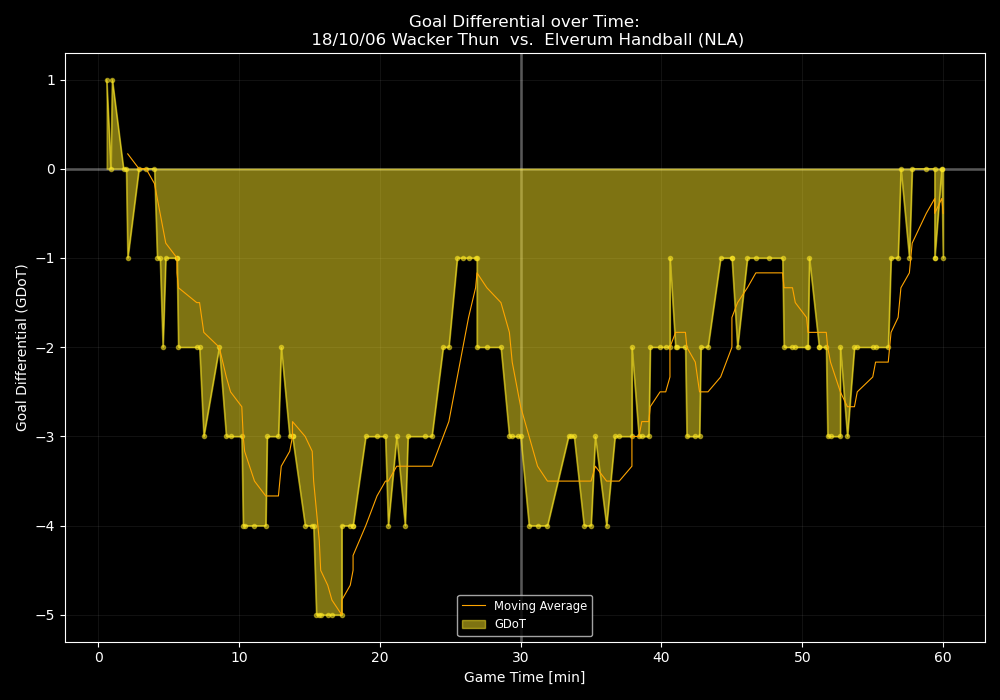 Goal Differential over Time:
18/10/06 Wacker Thun  vs.  Elverum Handball (NLA)
Goal Differential (GDoT)
1
0
−1
−2
−3
−4
−5
Moving Average
GDoT
0
10
20
30
40
50
60
Game Time [min]